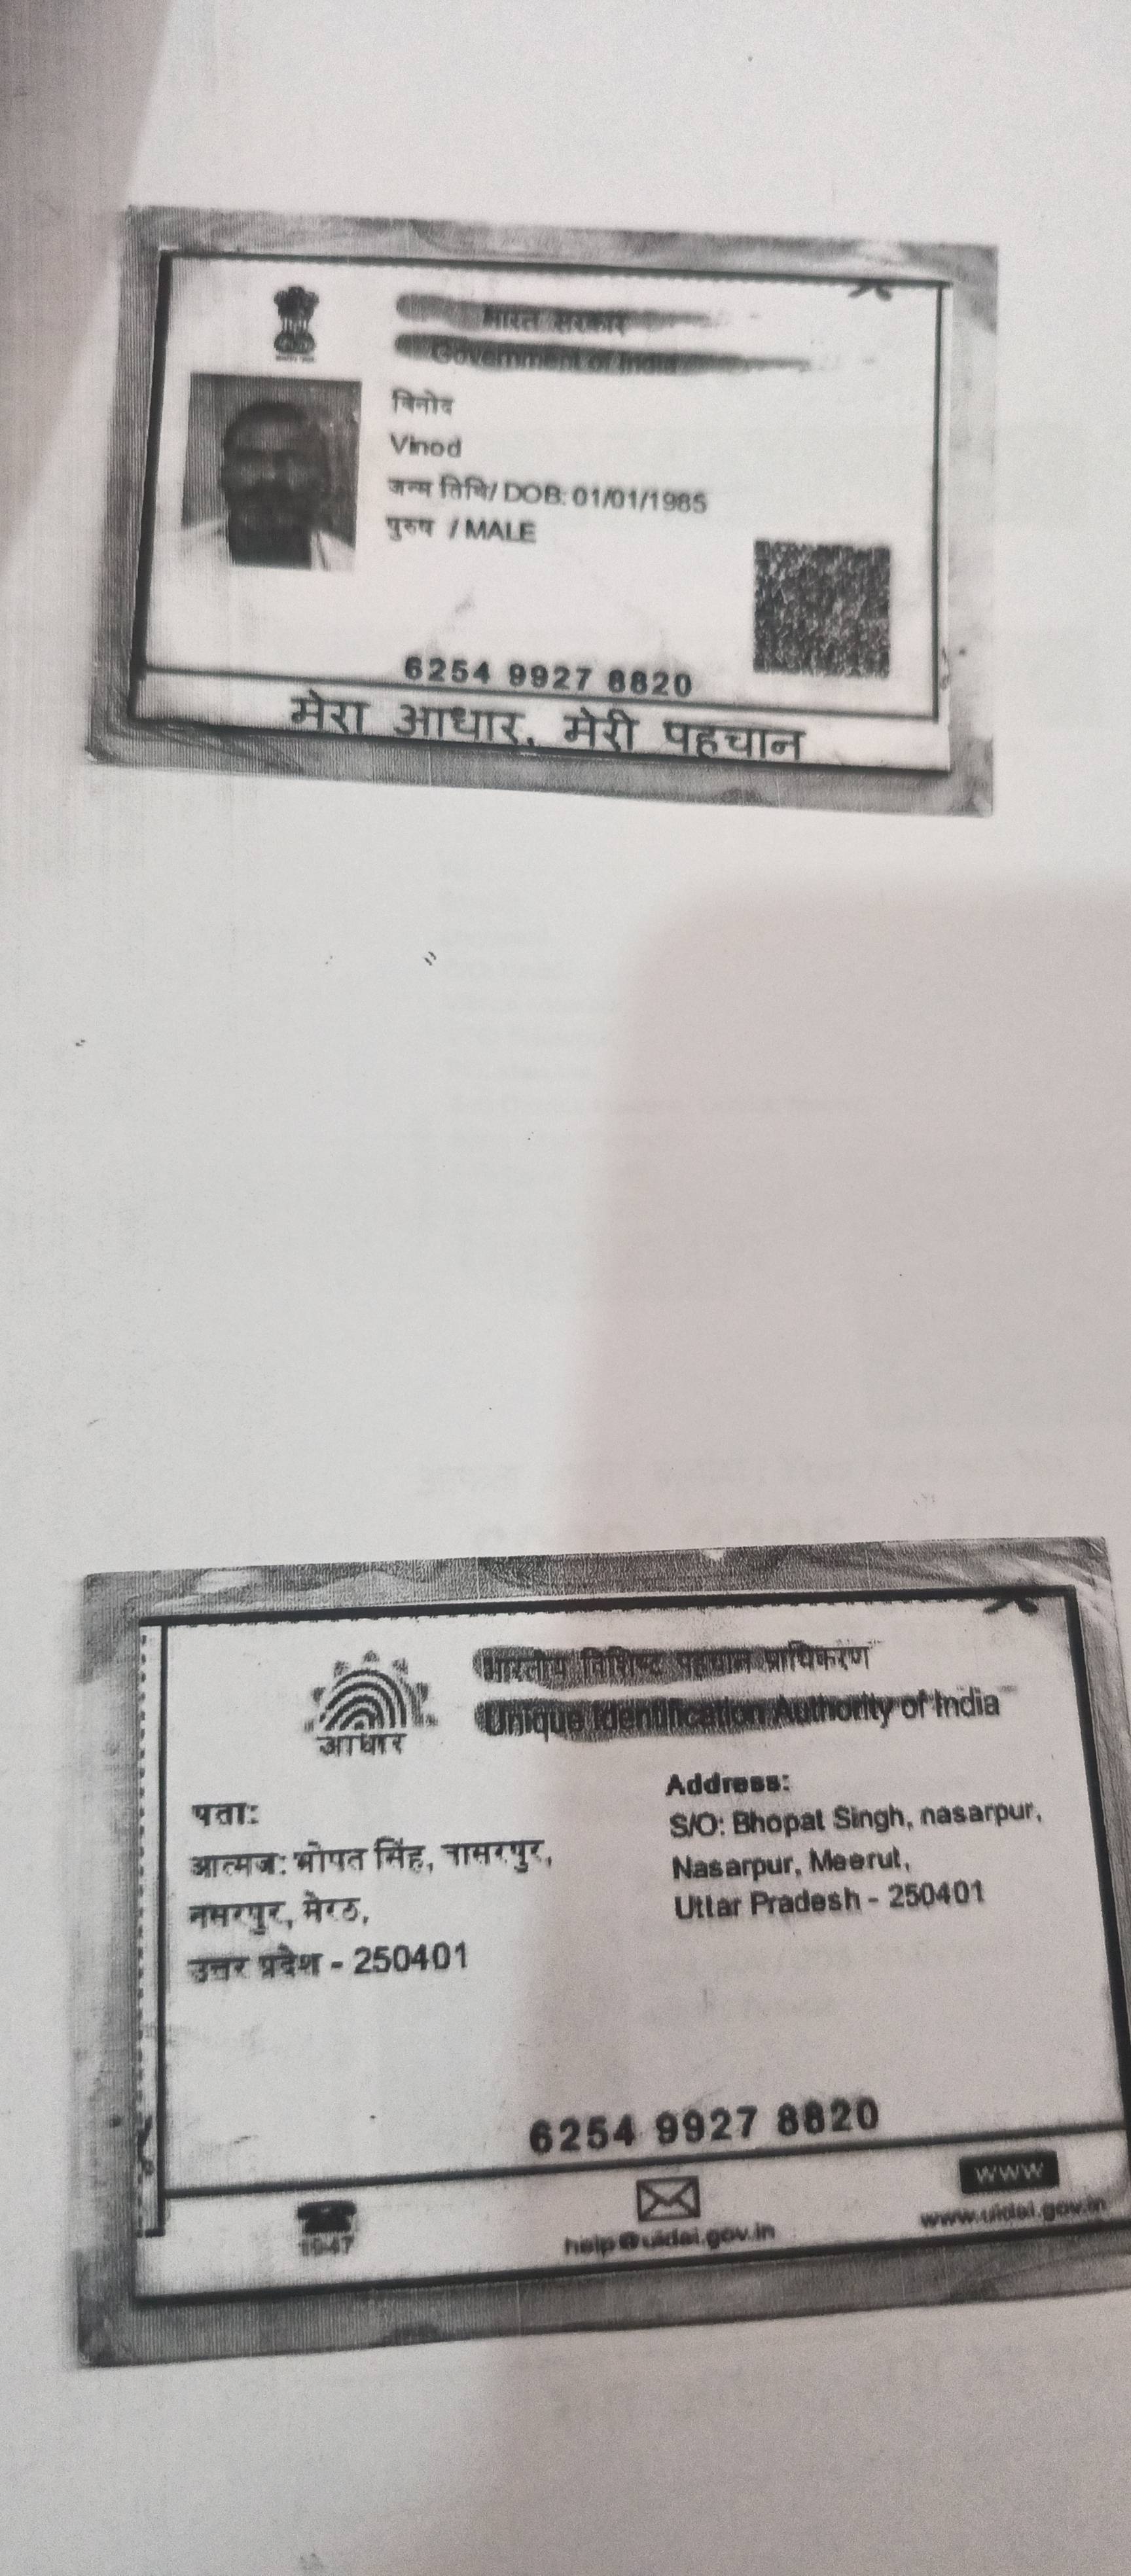 भारत सरकार
Government of India
विनोद
Vinod
जन्म तिथि/ DOB: 01/01/1985
पुरुष / MALE
6254 9927 8820
मेरा आधार, मेरी पहचान
भारतीय विशिष्ट पहचान प्राधिकरण
Unique Identification Authority of India
आधार
पता:
आत्मज: भोपत सिंह, नासरपुर,
नसरपुर, मेरठ,
उत्तर प्रदेश - 250401
Address:
S/O: Bhopat Singh, nasarpur,
Nasarpur, Meerut,
Uttar Pradesh - 250401
6254 9927 8820
1947
help@uidai.gov.in
www
www.uidai.gov.in